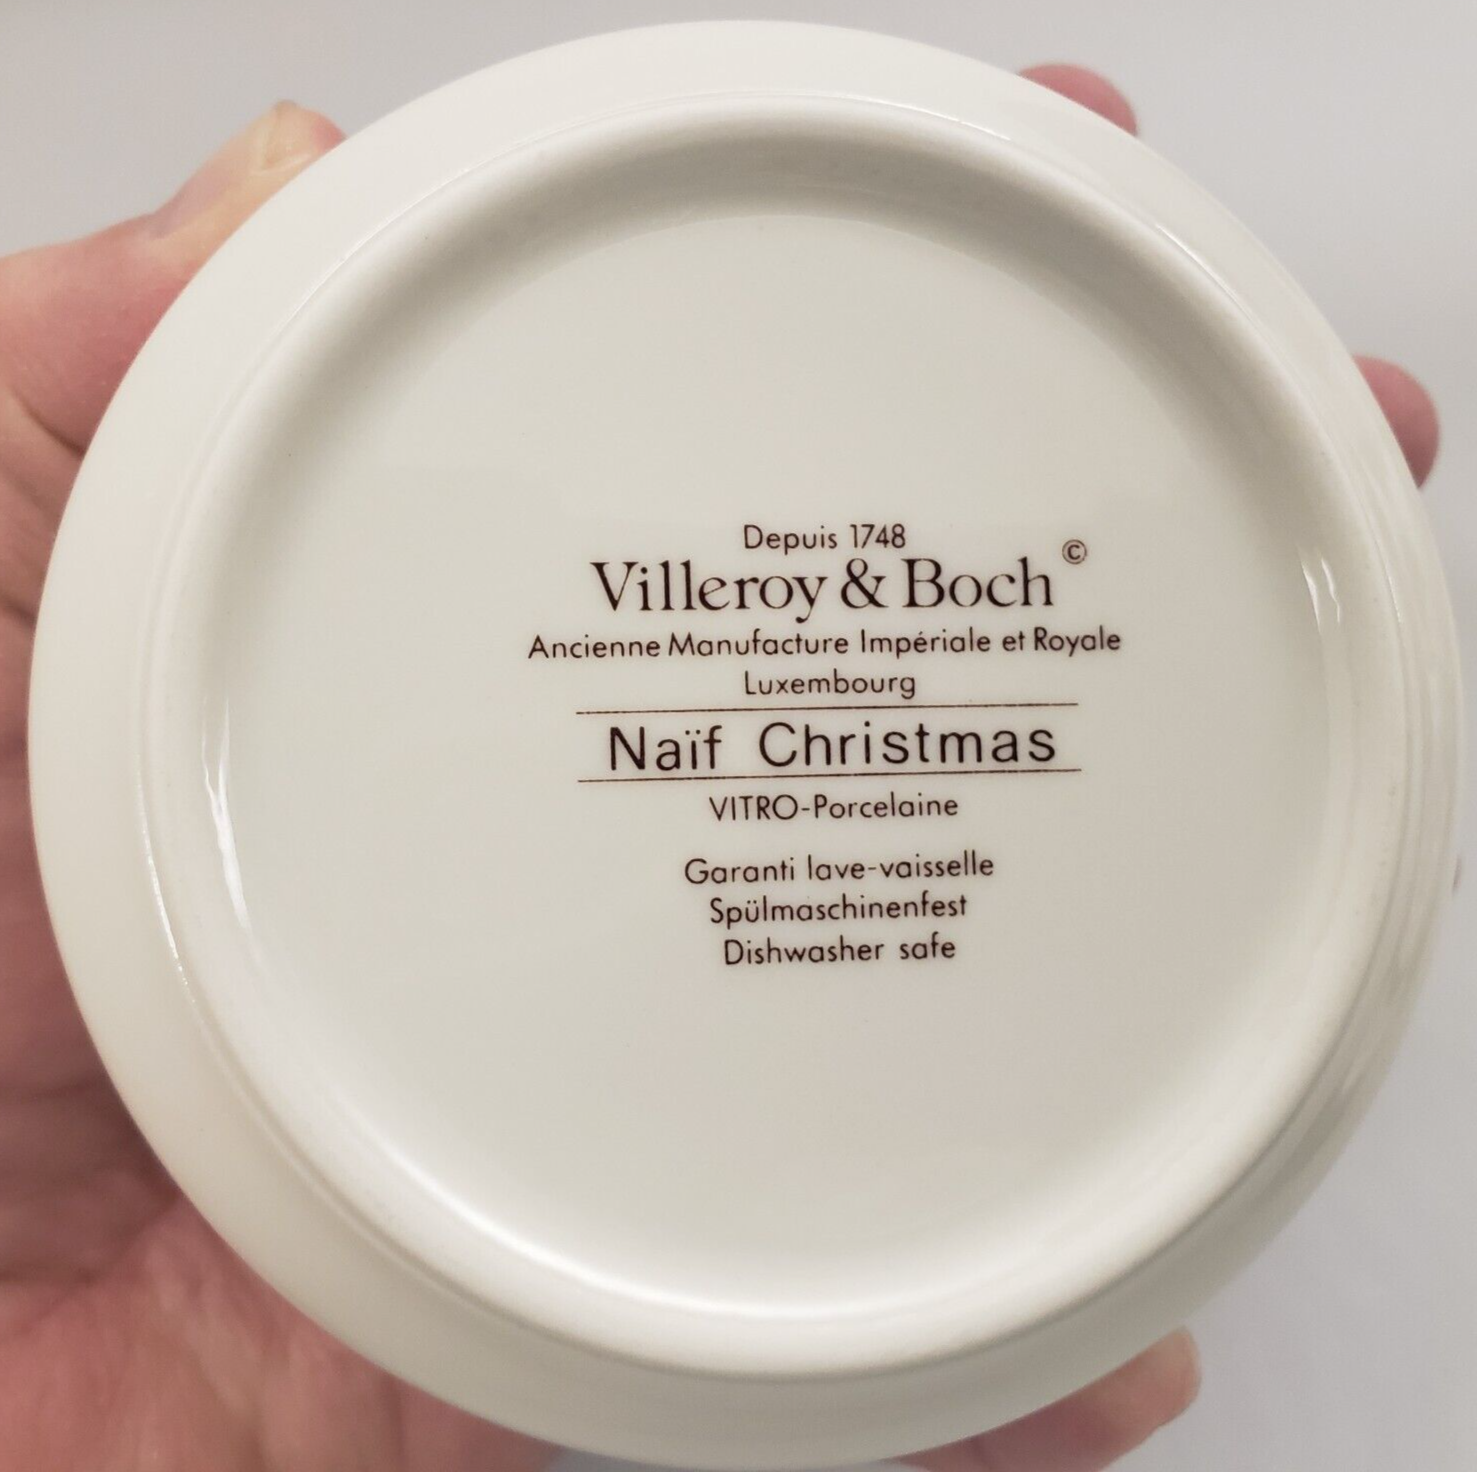 Depuis 1748
Villeroy & Boch ©
Ancienne Manufacture Impériale et Royale
Luxembourg
Naïf Christmas
VITRO-Porcelaine
Garanti lave-vaisselle
Spülmaschinenfest
Dishwasher safe